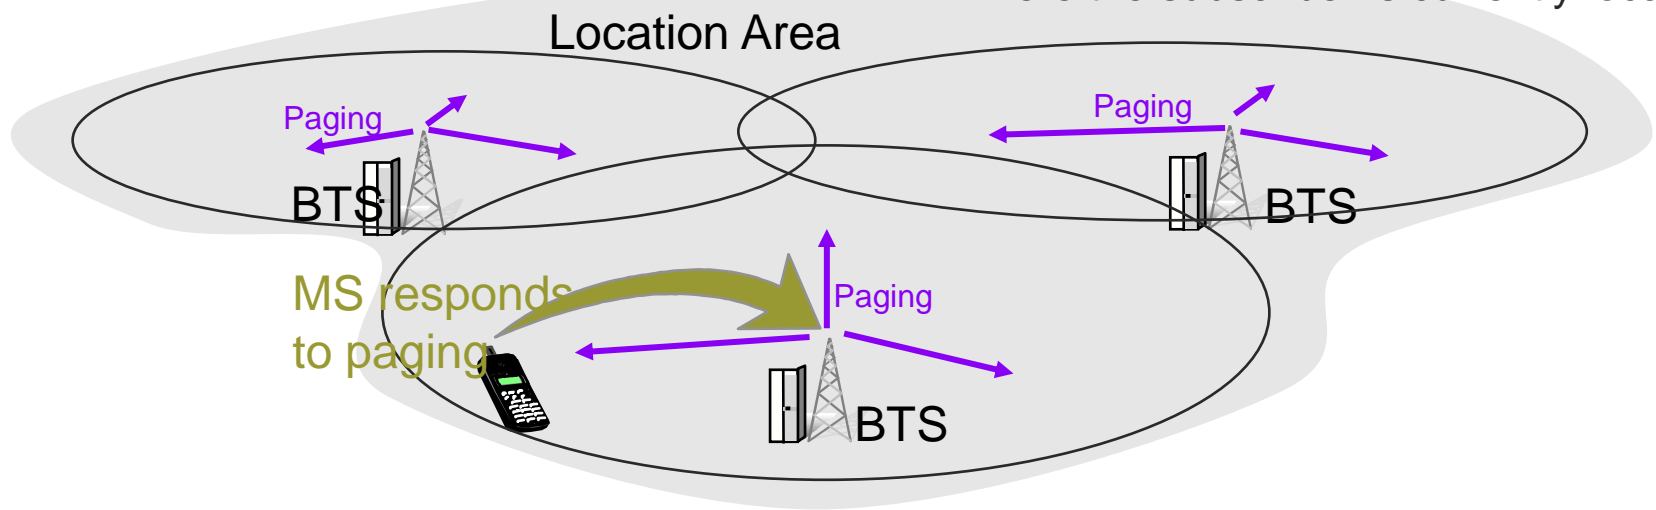 Location Area
Paging
Paging
BTS
BTS
MS responds
to paging
Paging
BTS